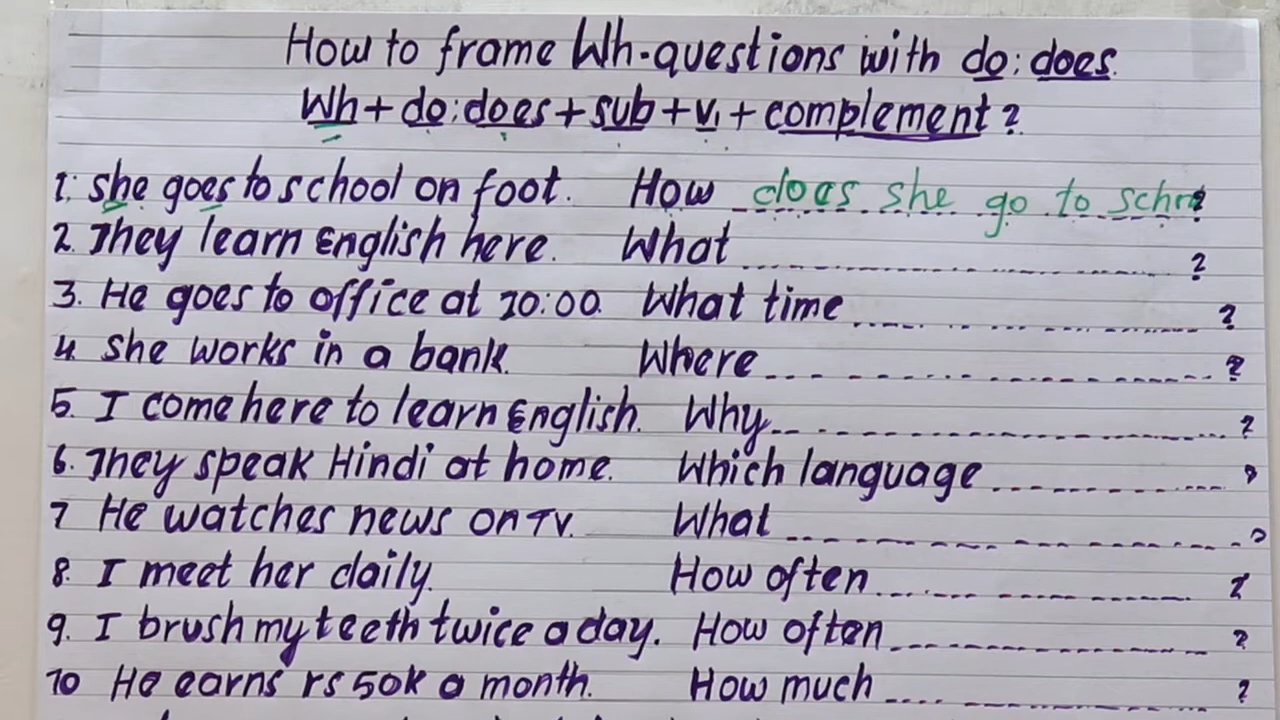 How to frame Wh-questions with do:does.
Wh + do:does + sub + v1 + complement?
1. she goes to school on foot. How does she go to scho ?
2. They learn English here. What ........ ?
3. He goes to office at 10:00. What time ........ ?
4. she works in a bank. Where ........ ?
5. I come here to learn English. Why ........ ?
6. They speak Hindi at home. Which language ........ ?
7 He watches news on TV. What ........ ?
8. I meet her daily. How often ........ ?
9. I brush my teeth twice a day. How often ........ ?
10 He earns rs 50k a month. How much ........ ?